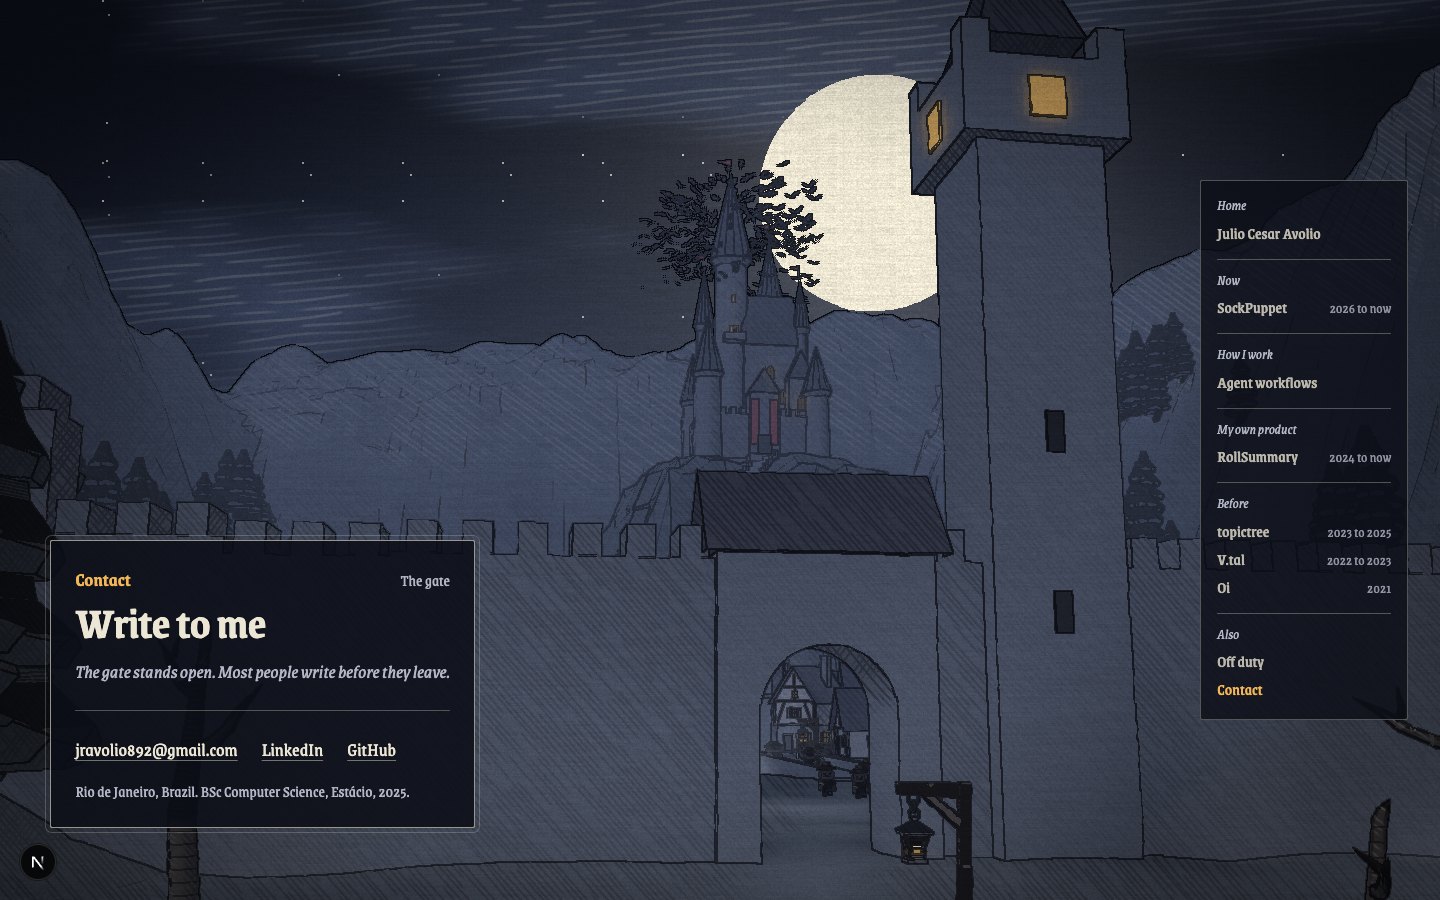 Home
Julio Cesar Avolio
Now
SockPuppet 2026 to now
How I work
Agent workflows
My own product
RollSummary 2024 to now
Before
topictree 2023 to 2025
V.tal 2022 to 2023
Oi 2021
Also
Off duty
Contact
Contact The gate
Write to me
The gate stands open. Most people write before they leave.
jravolio892@gmail.com LinkedIn GitHub
Rio de Janeiro, Brazil. BSc Computer Science, Estácio, 2025.
N